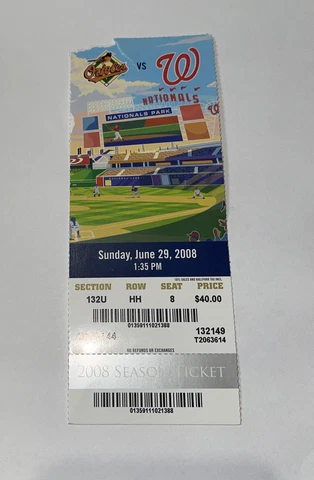 Orioles
VS
W
NATIONALS
NATIONALS PARK
Sunday, June 29, 2008
1:35 PM
SECTION ROW SEAT PRICE
132U HH 8 $40.00
01359111021388
132149
T2063614
NO REFUNDS OR EXCHANGES
2008 SEASON TICKET
01359111021388